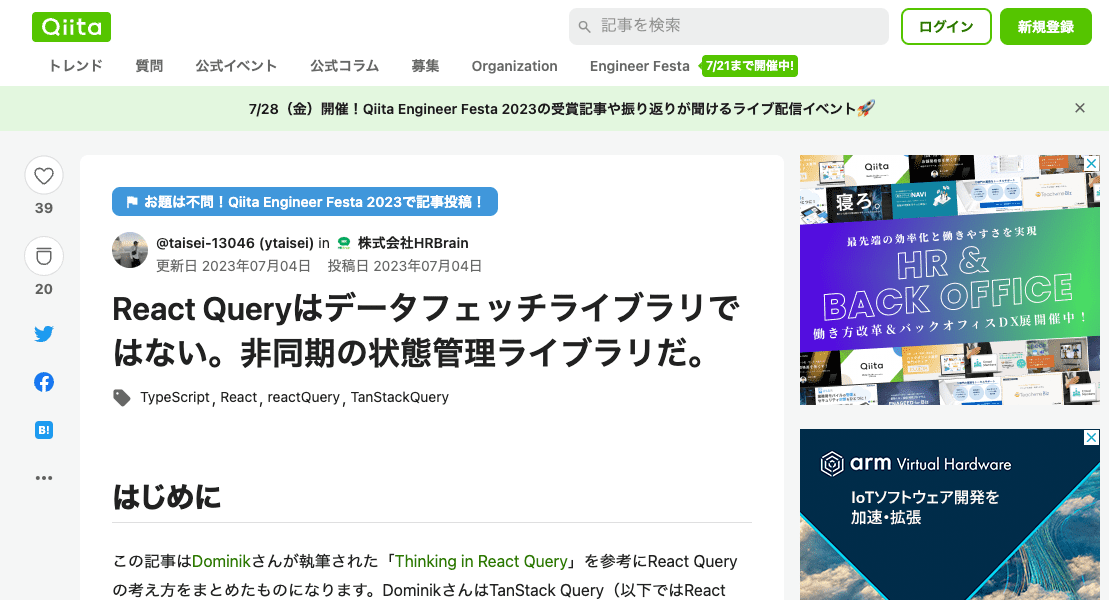 Qiita
記事を検索
ログイン
新規登録
トレンド 質問 公式イベント 公式コラム 募集 Organization Engineer Festa 7/21まで開催中!
7/28（金）開催！Qiita Engineer Festa 2023の受賞記事や振り返りが聞けるライブ配信イベント🚀
39
20
B!
お題は不問！Qiita Engineer Festa 2023で記事投稿！
@taisei-13046 (ytaisei) in 株式会社HRBrain
更新日 2023年07月04日 投稿日 2023年07月04日
React Queryはデータフェッチライブラリで
はない。非同期の状態管理ライブラリだ。
TypeScript, React, reactQuery, TanStackQuery
はじめに
この記事はDominikさんが執筆された「Thinking in React Query」を参考にReact Query
の考え方をまとめたものになります。DominikさんはTanStack Query（以下ではReact
Qiita
寝ろ。
NAVI
最先端の効率化と働きやすさを実現
HR &
BACK OFFICE
働き方改革＆バックオフィスDX展開催中！
Qiita
arm Virtual Hardware
IoTソフトウェア開発を
加速・拡張